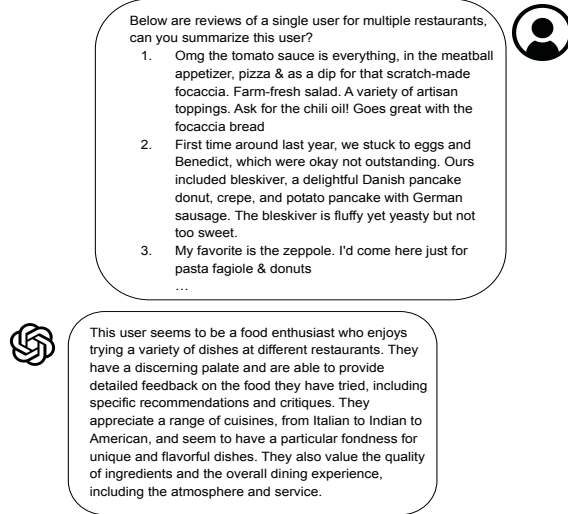 Below are reviews of a single user for multiple restaurants,
can you summarize this user?
1. Omg the tomato sauce is everything, in the meatball
appetizer, pizza & as a dip for that scratch-made
focaccia. Farm-fresh salad. A variety of artisan
toppings. Ask for the chili oil! Goes great with the
focaccia bread
2. First time around last year, we stuck to eggs and
Benedict, which were okay not outstanding. Ours
included bleskiver, a delightful Danish pancake
donut, crepe, and potato pancake with German
sausage. The bleskiver is fluffy yet yeasty but not
too sweet.
3. My favorite is the zeppole. I'd come here just for
pasta fagiole & donuts
…
This user seems to be a food enthusiast who enjoys
trying a variety of dishes at different restaurants. They
have a discerning palate and are able to provide
detailed feedback on the food they have tried, including
specific recommendations and critiques. They
appreciate a range of cuisines, from Italian to Indian to
American, and seem to have a particular fondness for
unique and flavorful dishes. They also value the quality
of ingredients and the overall dining experience,
including the atmosphere and service.